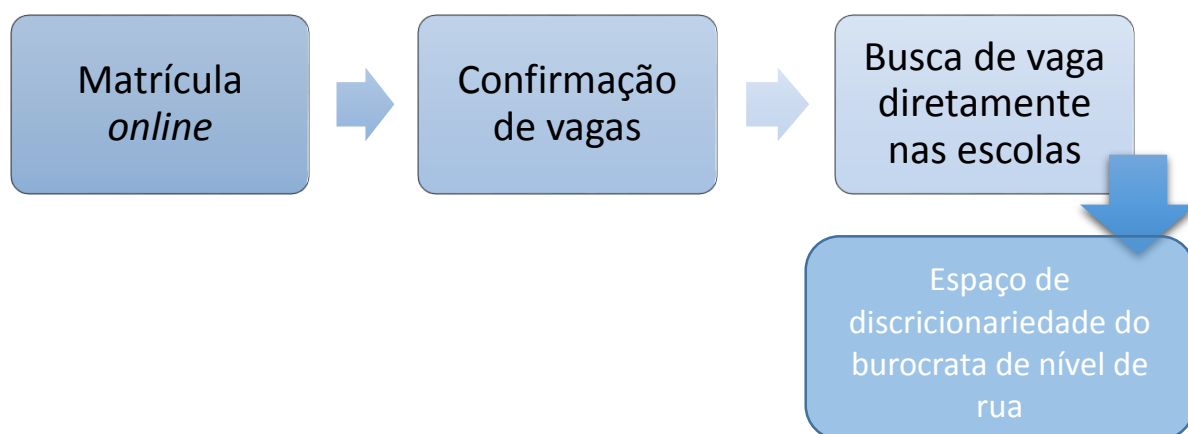 Matrícula
online
Confirmação
de vagas
Busca de vaga
diretamente
nas escolas
Espaço de
discricionariedade do
burocrata de nível de
rua